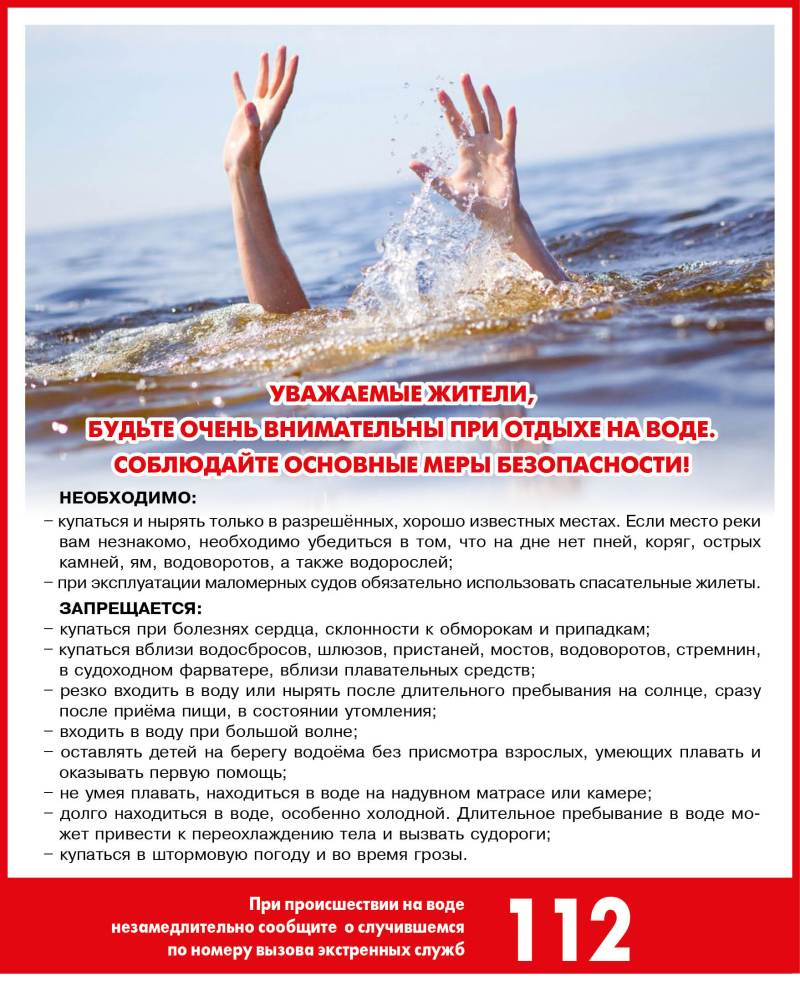 УВАЖАЕМЫЕ ЖИТЕЛИ,
БУДЬТЕ ОЧЕНЬ ВНИМАТЕЛЬНЫ ПРИ ОТДЫХЕ НА ВОДЕ.
СОБЛЮДАЙТЕ ОСНОВНЫЕ МЕРЫ БЕЗОПАСНОСТИ!
НЕОБХОДИМО:
– купаться и нырять только в разрешённых, хорошо известных местах. Если место реки
вам незнакомо, необходимо убедиться в том, что на дне нет пней, коряг, острых
камней, ям, водоворотов, а также водорослей;
– при эксплуатации маломерных судов обязательно использовать спасательные жилеты.
ЗАПРЕЩАЕТСЯ:
– купаться при болезнях сердца, склонности к обморокам и припадкам;
– купаться вблизи водосбросов, шлюзов, пристаней, мостов, водоворотов, стремнин,
в судоходном фарватере, вблизи плавательных средств;
– резко входить в воду или нырять после длительного пребывания на солнце, сразу
после приёма пищи, в состоянии утомления;
– входить в воду при большой волне;
– оставлять детей на берегу водоёма без присмотра взрослых, умеющих плавать и
оказывать первую помощь;
– не умея плавать, находиться в воде на надувном матрасе или камере;
– долго находиться в воде, особенно холодной. Длительное пребывание в воде мо-
жет привести к переохлаждению тела и вызвать судороги;
– купаться в штормовую погоду и во время грозы.
При происшествии на воде
незамедлительно сообщите о случившемся
по номеру вызова экстренных служб
112